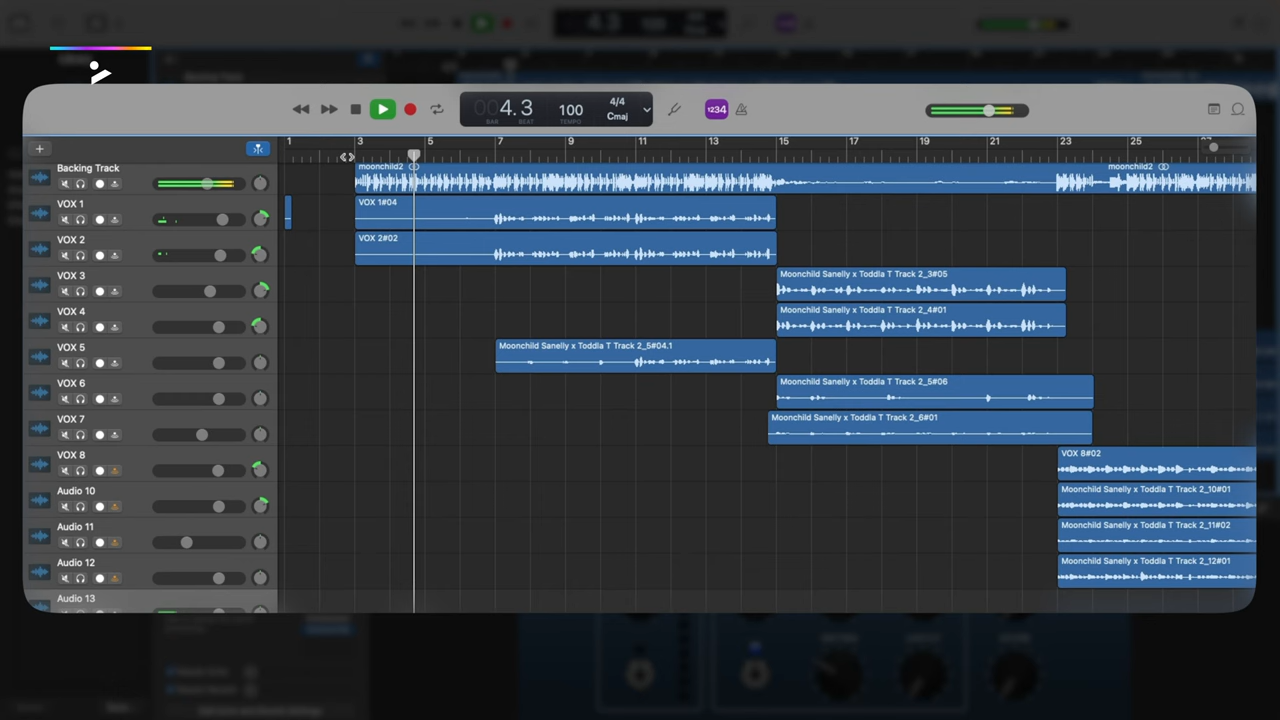 004.3
BAR
BEAT
100
TEMPO
4/4
Cmaj
1234
1 3 5 7 9 11 13 15 17 19 21 23 25
Backing Track
moonchild2
moonchild2
VOX 1
VOX 1#04
VOX 2
VOX 2#02
VOX 3
Moonchild Sanelly x Toddla T Track 2_3#05
VOX 4
Moonchild Sanelly x Toddla T Track 2_4#01
VOX 5
Moonchild Sanelly x Toddla T Track 2_5#04.1
VOX 6
Moonchild Sanelly x Toddla T Track 2_5#06
VOX 7
Moonchild Sanelly x Toddla T Track 2_6#01
VOX 8
VOX 8#02
Audio 10
Moonchild Sanelly x Toddla T Track 2_10#01
Audio 11
Moonchild Sanelly x Toddla T Track 2_11#02
Audio 12
Moonchild Sanelly x Toddla T Track 2_12#01
Audio 13